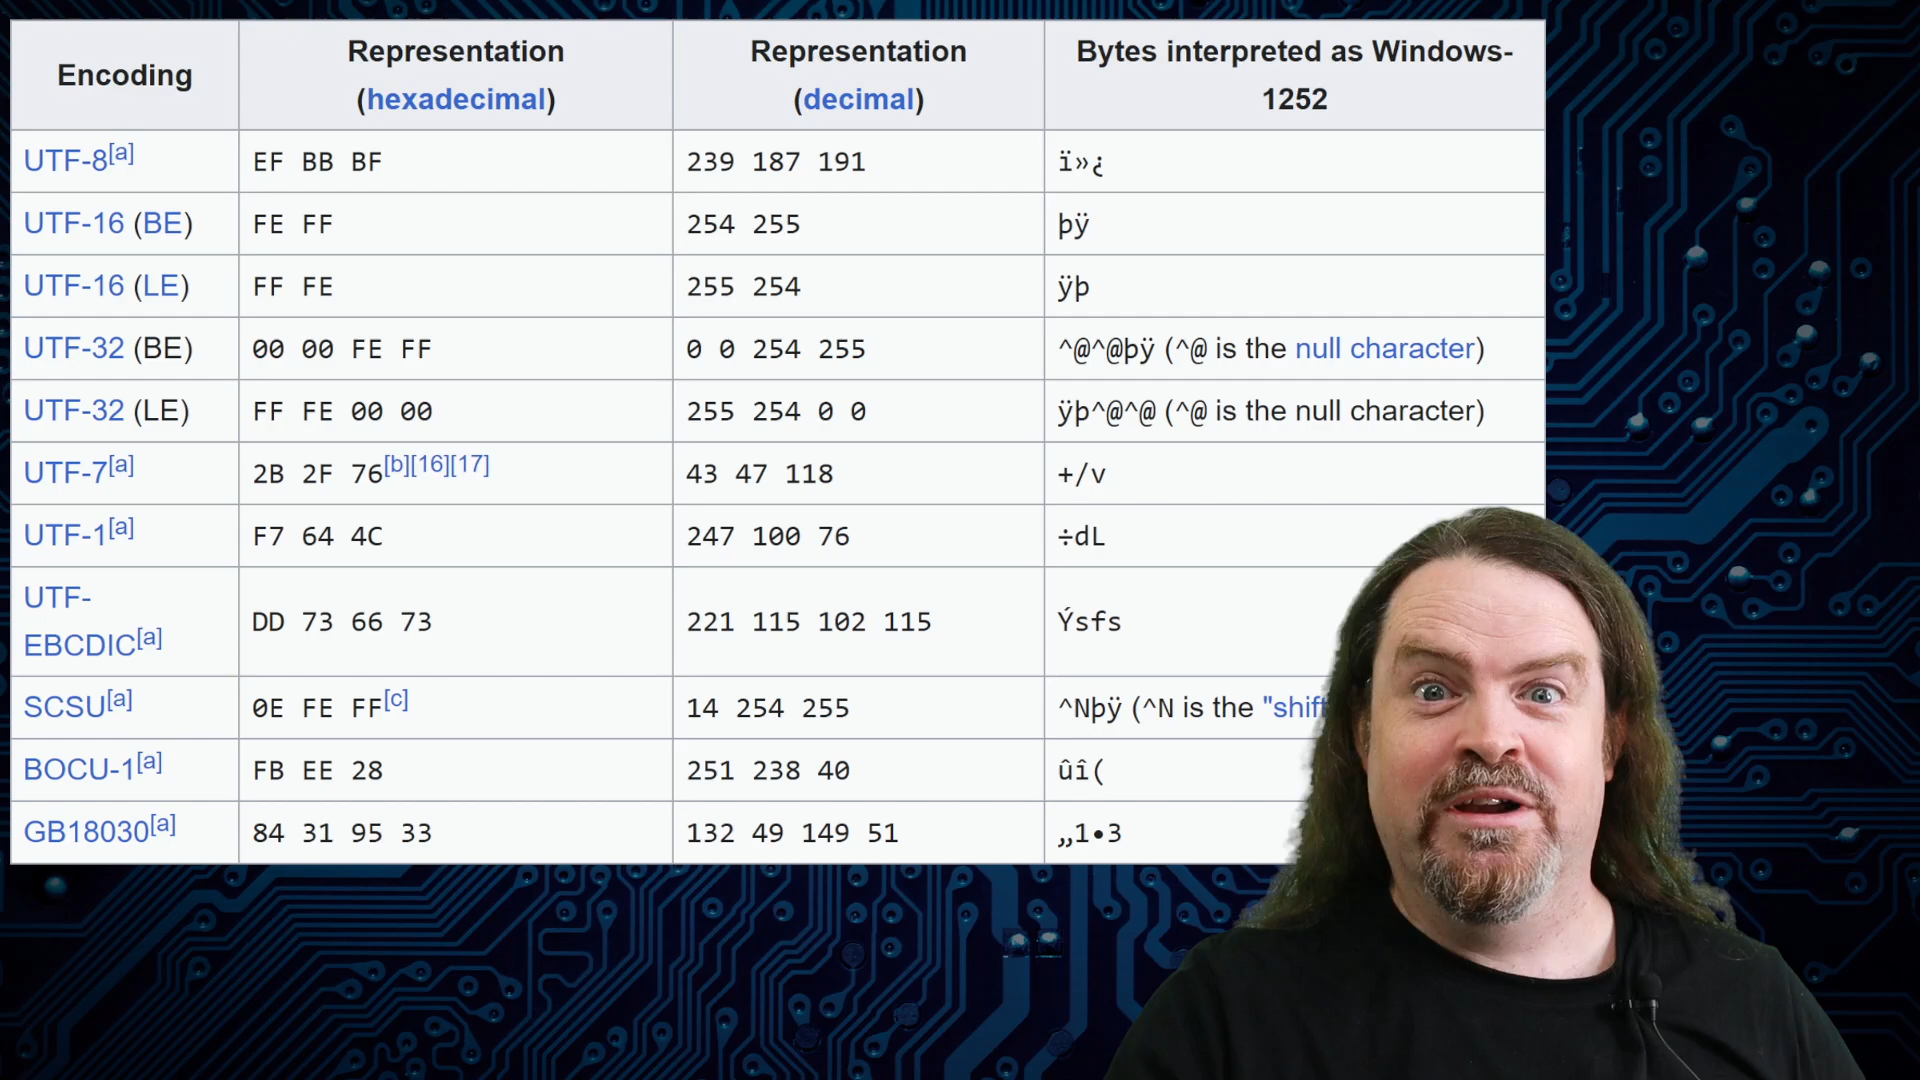 Encoding
Representation
(hexadecimal)
Representation
(decimal)
Bytes interpreted as Windows-
1252
UTF-8[a] EF BB BF 239 187 191 ï»¿
UTF-16 (BE) FE FF 254 255 þÿ
UTF-16 (LE) FF FE 255 254 ÿþ
UTF-32 (BE) 00 00 FE FF 0 0 254 255 ^@^@þÿ (^@ is the null character)
UTF-32 (LE) FF FE 00 00 255 254 0 0 ÿþ^@^@ (^@ is the null character)
UTF-7[a] 2B 2F 76[b][16][17] 43 47 118 +/v
UTF-1[a] F7 64 4C 247 100 76 ÷dL
UTF-
EBCDIC[a] DD 73 66 73 221 115 102 115 Ýsfs
SCSU[a] 0E FE FF[c] 14 254 255 ^Nþÿ (^N is the "shift
BOCU-1[a] FB EE 28 251 238 40 ûî(
GB18030[a] 84 31 95 33 132 49 149 51 „1•3